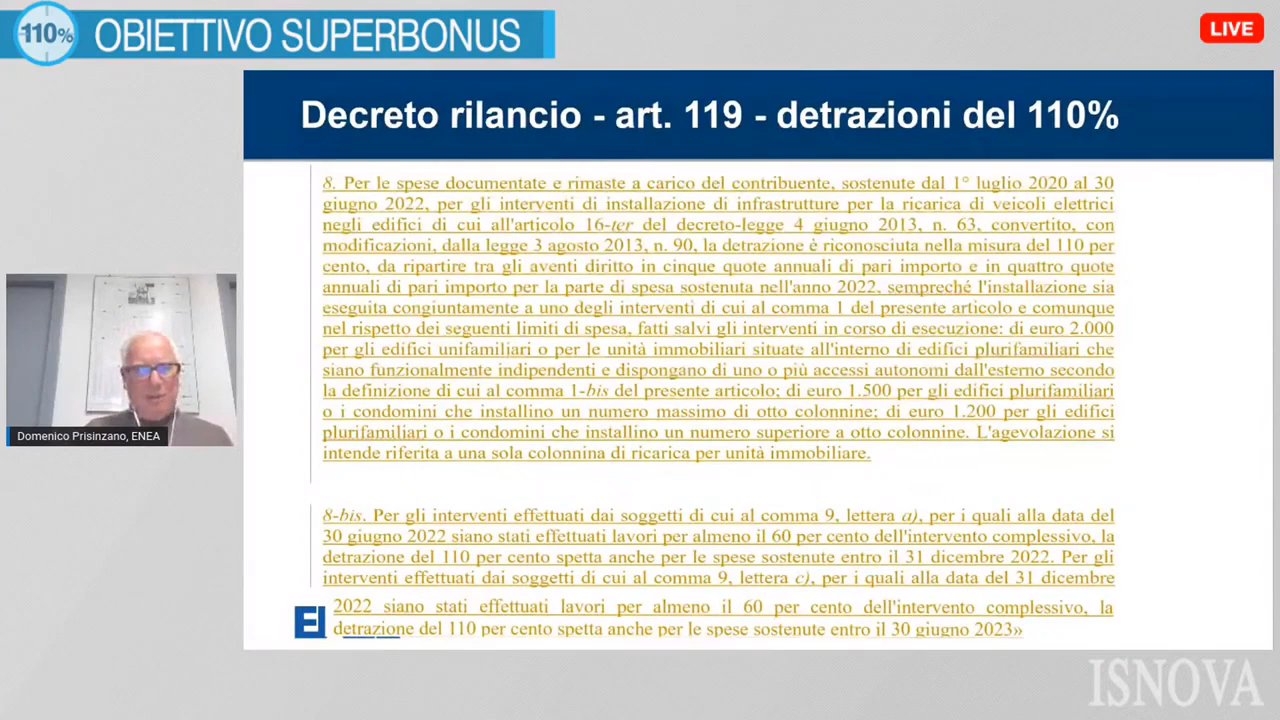 110%
OBIETTIVO SUPERBONUS
LIVE
Decreto rilancio - art. 119 - detrazioni del 110%
8. Per le spese documentate e rimaste a carico del contribuente, sostenute dal 1° luglio 2020 al 30
giugno 2022, per gli interventi di installazione di infrastrutture per la ricarica di veicoli elettrici
negli edifici di cui all'articolo 16-ter del decreto-legge 4 giugno 2013, n. 63, convertito, con
modificazioni, dalla legge 3 agosto 2013, n. 90, la detrazione è riconosciuta nella misura del 110 per
cento, da ripartire tra gli aventi diritto in cinque quote annuali di pari importo e in quattro quote
annuali di pari importo per la parte di spesa sostenuta nell'anno 2022, sempreché l'installazione sia
eseguita congiuntamente a uno degli interventi di cui al comma 1 del presente articolo e comunque
nel rispetto dei seguenti limiti di spesa, fatti salvi gli interventi in corso di esecuzione: di euro 2.000
per gli edifici unifamiliari o per le unità immobiliari situate all'interno di edifici plurifamiliari che
siano funzionalmente indipendenti e dispongano di uno o più accessi autonomi dall'esterno secondo
la definizione di cui al comma 1-bis del presente articolo; di euro 1.500 per gli edifici plurifamiliari
o i condomini che installino un numero massimo di otto colonnine; di euro 1.200 per gli edifici
plurifamiliari o i condomini che installino un numero superiore a otto colonnine. L'agevolazione si
intende riferita a una sola colonnina di ricarica per unità immobiliare.
8-bis. Per gli interventi effettuati dai soggetti di cui al comma 9, lettera a), per i quali alla data del
30 giugno 2022 siano stati effettuati lavori per almeno il 60 per cento dell'intervento complessivo, la
detrazione del 110 per cento spetta anche per le spese sostenute entro il 31 dicembre 2022. Per gli
interventi effettuati dai soggetti di cui al comma 9, lettera c), per i quali alla data del 31 dicembre
2022 siano stati effettuati lavori per almeno il 60 per cento dell'intervento complessivo, la
detrazione del 110 per cento spetta anche per le spese sostenute entro il 30 giugno 2023»
Domenico Prisinzano, ENEA
ISNOVA